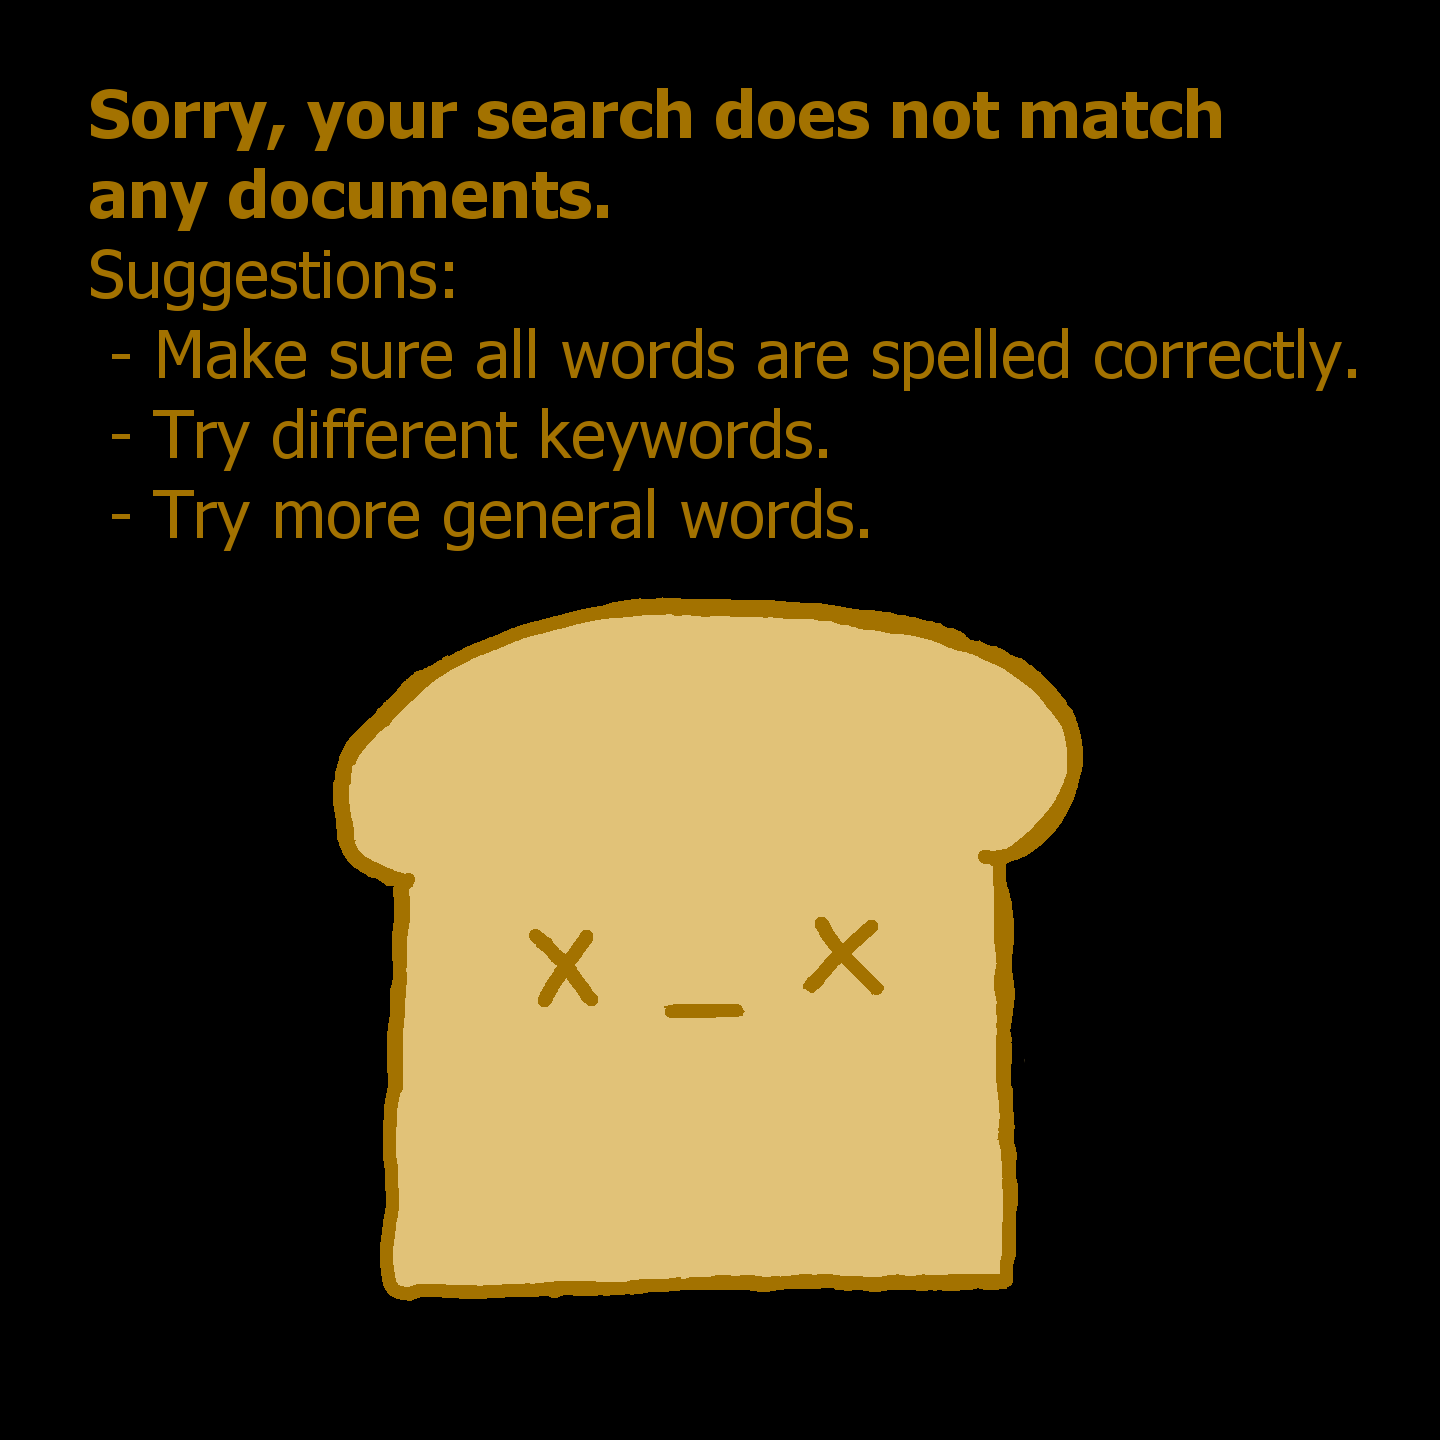 Sorry, your search does not match
any documents.
Suggestions:
- Make sure all words are spelled correctly.
- Try different keywords.
- Try more general words.